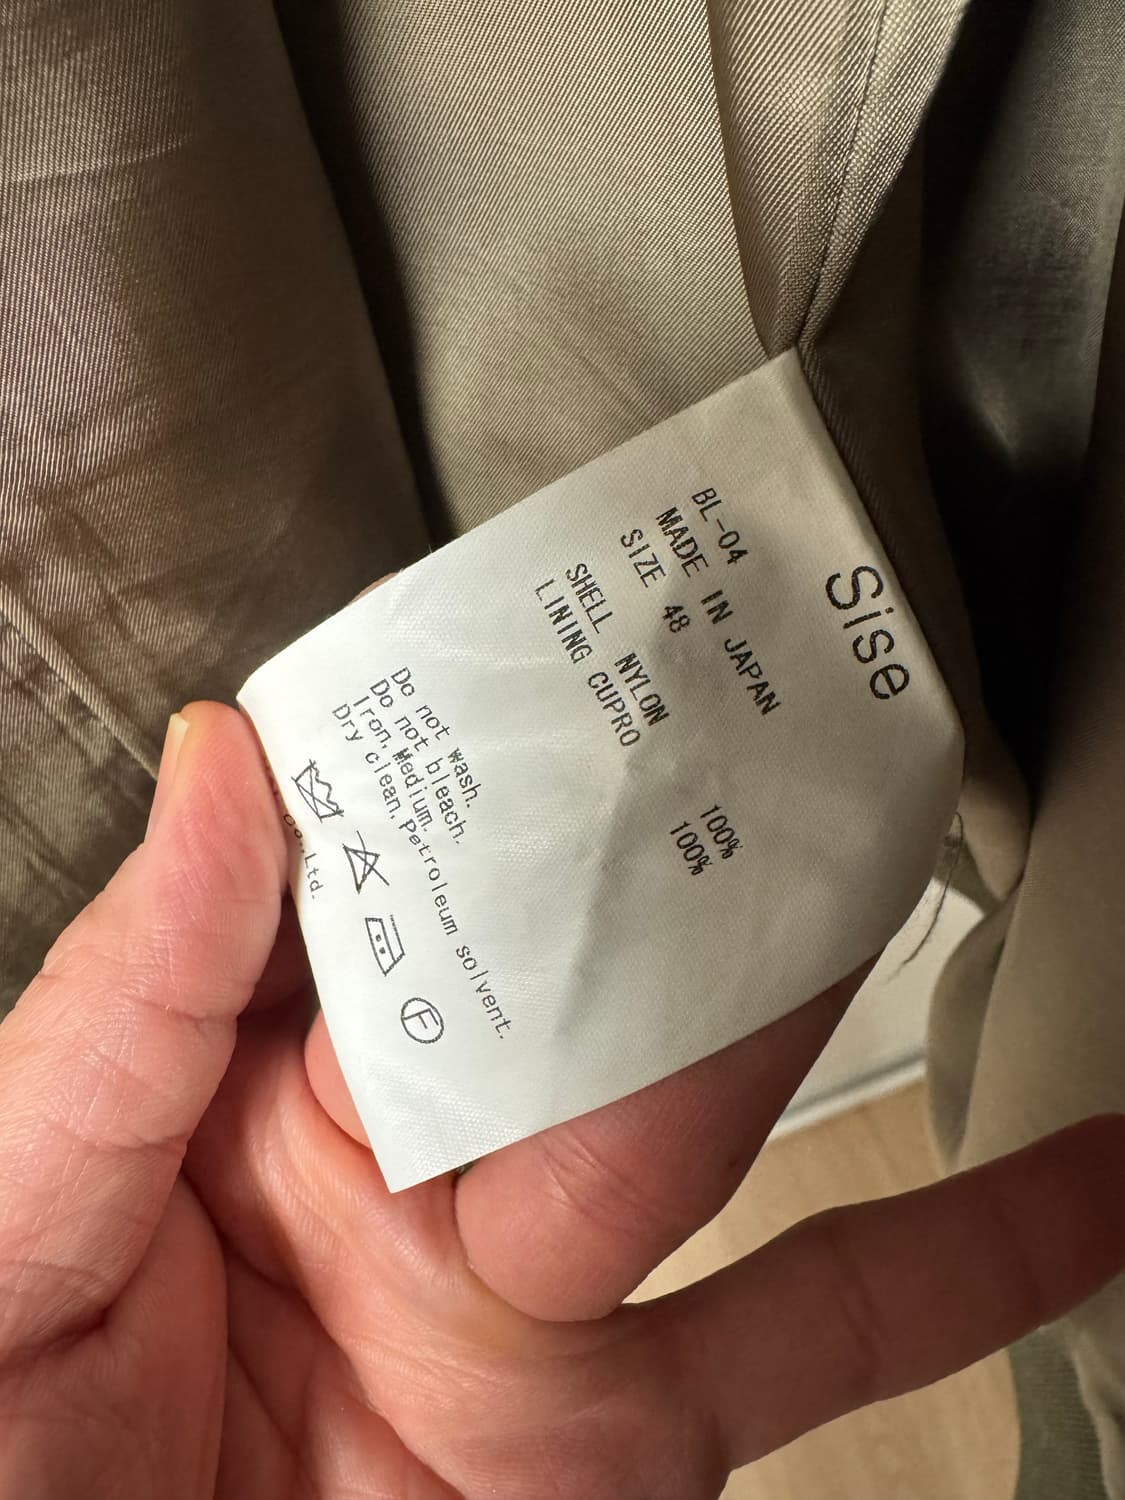 Sise
BL-04
MADE IN JAPAN
SIZE 48
SHELL NYLON 100%
LINING CUPRO 100%
Do not wash.
Do not bleach.
Iron, Medium.
Dry clean, Petroleum solvent.
F
Co.,Ltd.